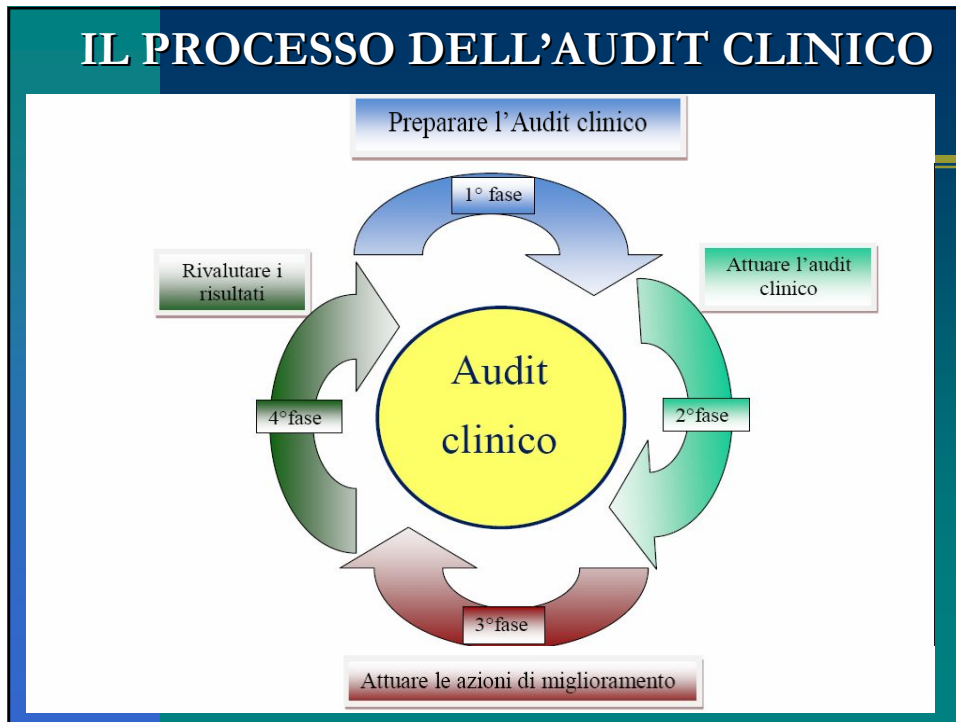 IL PROCESSO DELL’AUDIT CLINICO
Preparare l’Audit clinico
1° fase
Rivalutare i
risultati
Attuare l’audit
clinico
Audit
clinico
4°fase
2°fase
3°fase
Attuare le azioni di miglioramento